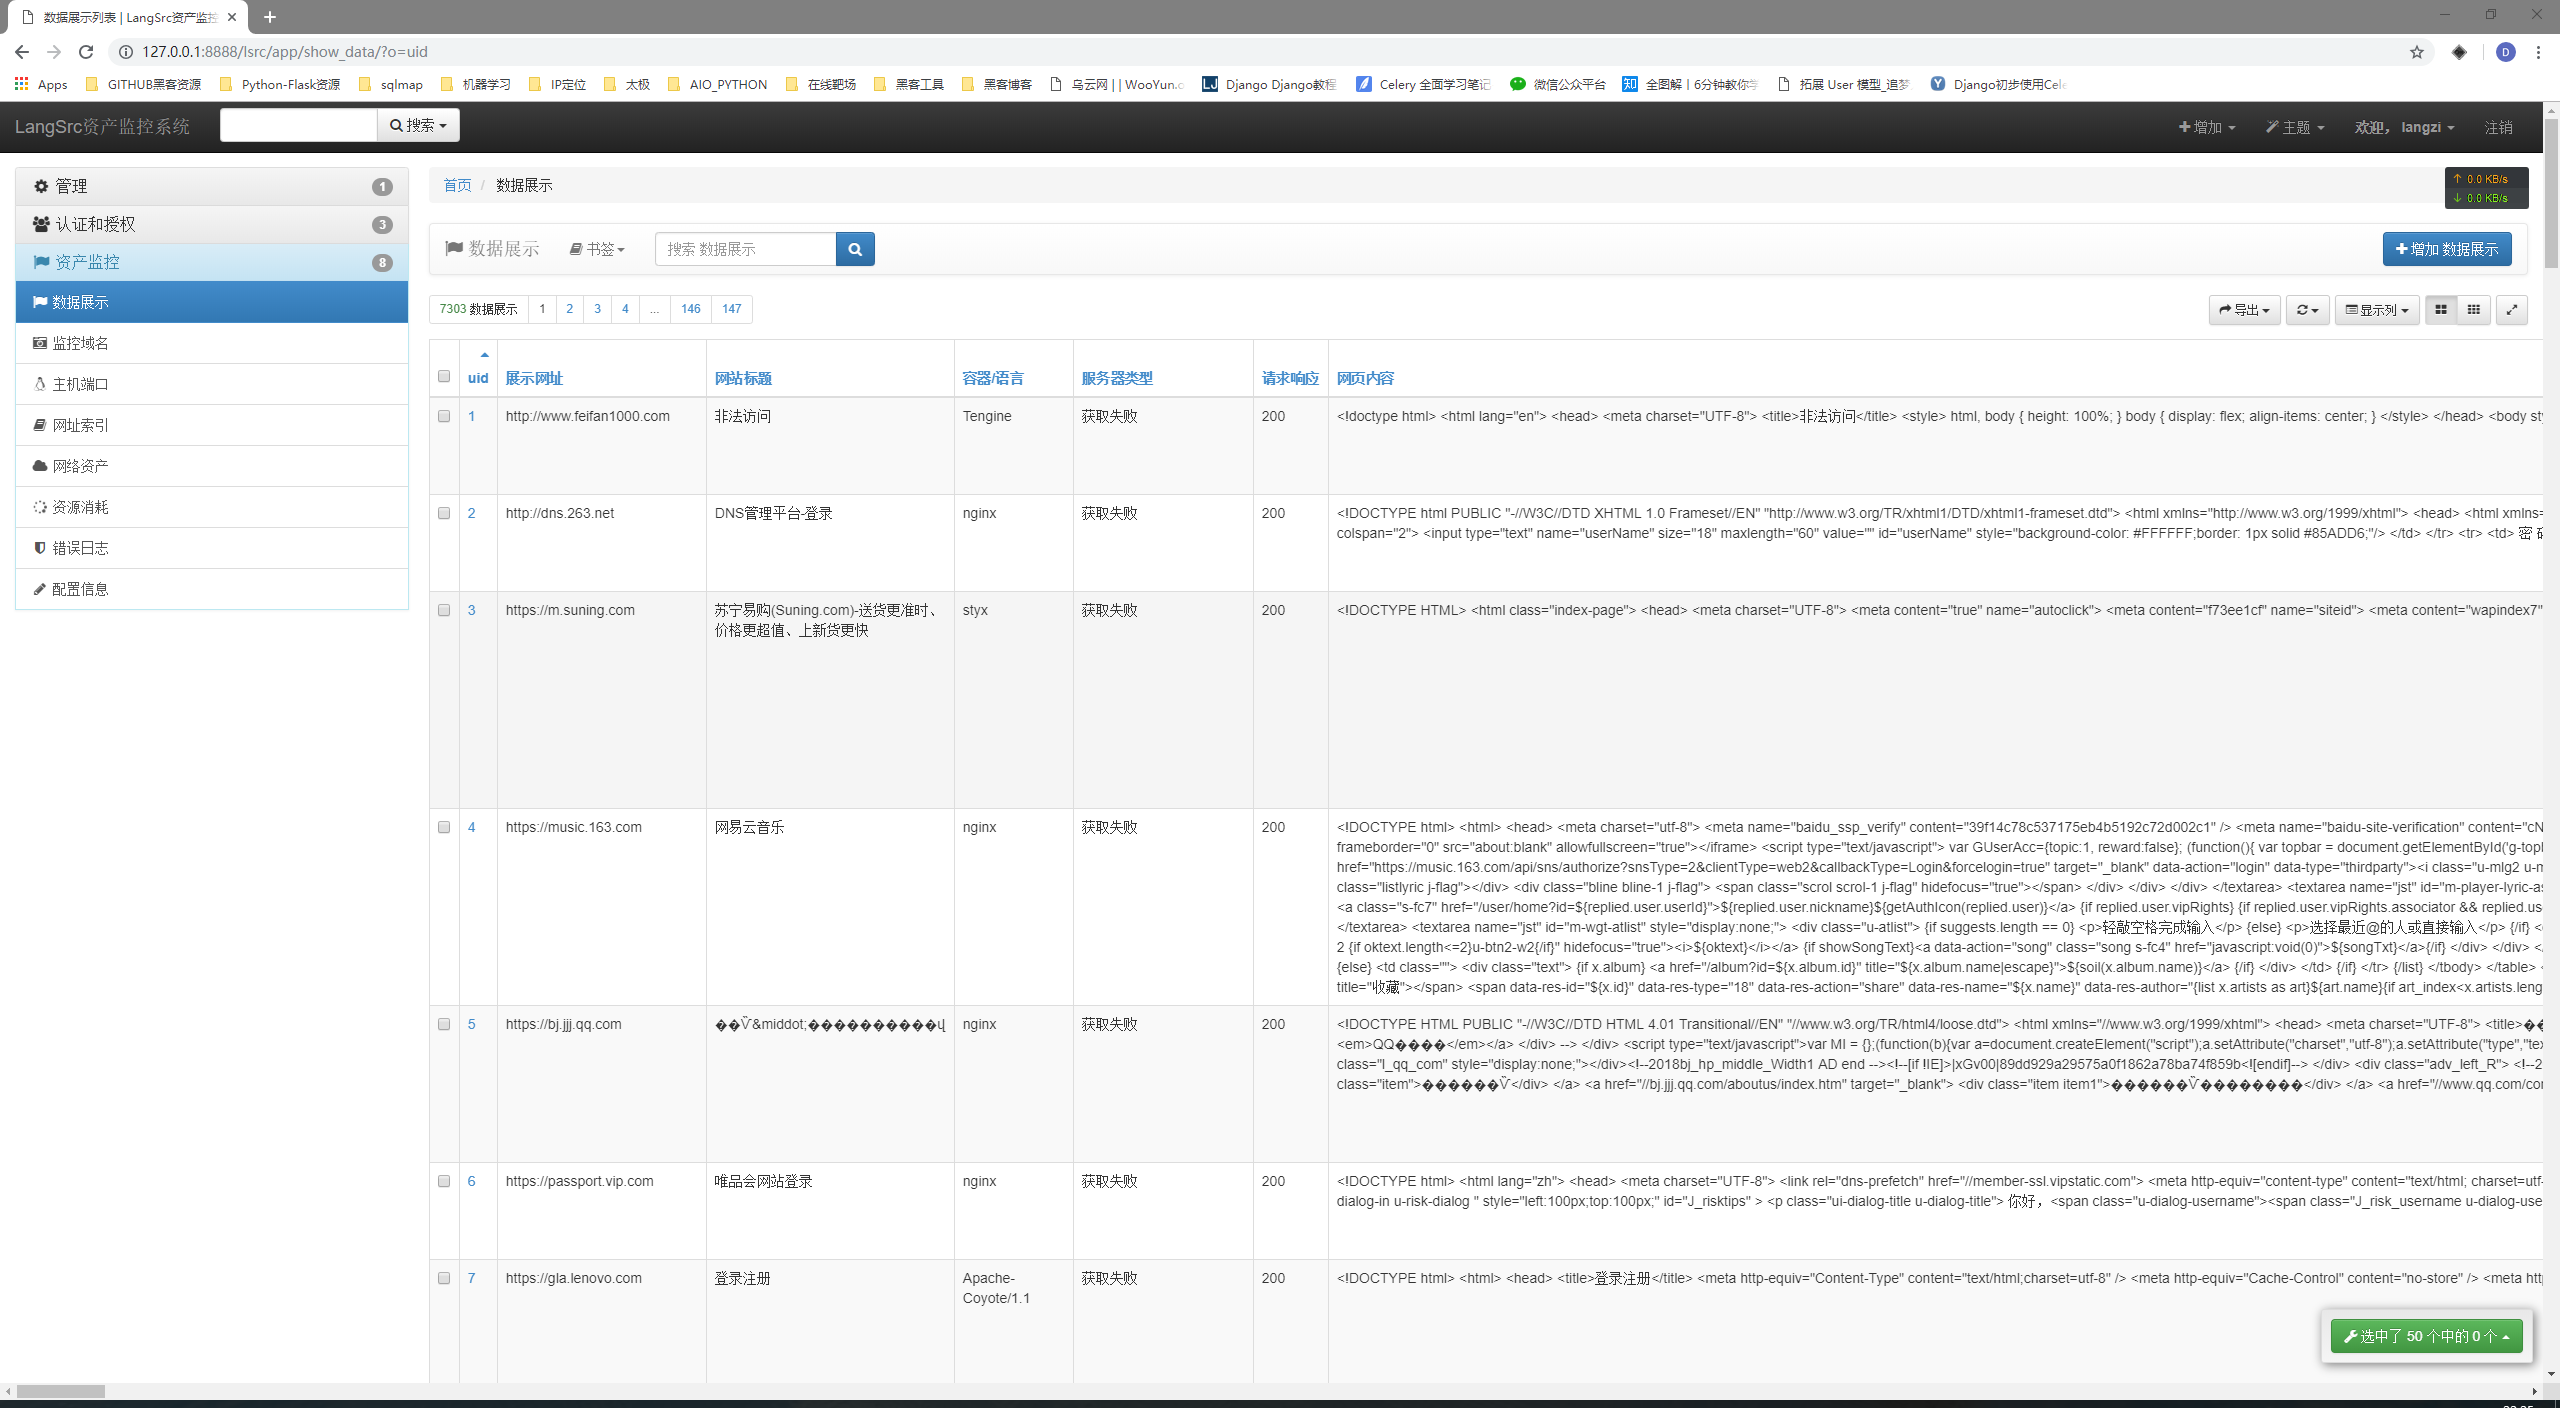 数据展示列表 | LangSrc资产监控
127.0.0.1:8888/lsrc/app/show_data/?o=uid
D
Apps GITHUB黑客资源 Python-Flask资源 sqlmap 机器学习 IP定位 太极 AIO_PYTHON 在线靶场 黑客工具 黑客博客 乌云网 | | WooYun.o Django Django教程 Celery 全面学习笔记 微信公众平台 全图解丨6分钟教你学 拓展 User 模型_追梦 Django初步使用Cele
LangSrc资产监控系统 搜索 增加 主题 欢迎， langzi 注销
管理 1
认证和授权 3
资产监控 8
数据展示
监控域名
主机端口
网址索引
网络资产
资源消耗
错误日志
配置信息
首页 / 数据展示
↑ 0.0 KB/s
↓ 0.0 KB/s
数据展示 书签 搜索 数据展示 增加 数据展示
7303 数据展示 1 2 3 4 ... 146 147 导出 显示列
uid 展示网址 网站标题 容器/语言 服务器类型 请求响应 网页内容
1 http://www.feifan1000.com 非法访问 Tengine 获取失败 200 <!doctype html> <html lang="en"> <head> <meta charset="UTF-8"> <title>非法访问</title> <style> html, body { height: 100%; } body { display: flex; align-items: center; } </style> </head> <body sty
2 http://dns.263.net DNS管理平台-登录 nginx 获取失败 200 <!DOCTYPE html PUBLIC "-//W3C//DTD XHTML 1.0 Frameset//EN" "http://www.w3.org/TR/xhtml1/DTD/xhtml1-frameset.dtd"> <html xmlns="http://www.w3.org/1999/xhtml"> <head> <html xmlns=
colspan="2"> <input type="text" name="userName" size="18" maxlength="60" value="" id="userName" style="background-color: #FFFFFF;border: 1px solid #85ADD6;"/> </td> </tr> <tr> <td> 密 码
3 https://m.suning.com 苏宁易购(Suning.com)-送货更准时、 styx 获取失败 200 <!DOCTYPE HTML> <html class="index-page"> <head> <meta charset="UTF-8"> <meta content="true" name="autoclick"> <meta content="f73ee1cf" name="siteid"> <meta content="wapindex7"
价格更超值、上新货更快
4 https://music.163.com 网易云音乐 nginx 获取失败 200 <!DOCTYPE html> <html> <head> <meta charset="utf-8"> <meta name="baidu_ssp_verify" content="39f14c78c537175eb4b5192c72d002c1" /> <meta name="baidu-site-verification" content="cN
frameborder="0" src="about:blank" allowfullscreen="true"></iframe> <script type="text/javascript"> var GUserAcc={topic:1, reward:false}; (function(){ var topbar = document.getElementById('g-topl
href="https://music.163.com/api/sns/authorize?snsType=2&clientType=web2&callbackType=Login&forcelogin=true" target="_blank" data-action="login" data-type="thirdparty"><i class="u-mlg2 u-m
class="listlyric j-flag"></div> <div class="bline bline-1 j-flag"> <span class="scrol scrol-1 j-flag" hidefocus="true"></span> </div> </div> </div> </textarea> <textarea name="jst" id="m-player-lyric-as
<a class="s-fc7" href="/user/home?id=${replied.user.userId}">${replied.user.nickname}${getAuthIcon(replied.user)}</a> {if replied.user.vipRights} {if replied.user.vipRights.associator && replied.us
</textarea> <textarea name="jst" id="m-wgt-atlist" style="display:none;"> <div class="u-atlist"> {if suggests.length == 0} <p>轻敲空格完成输入</p> {else} <p>选择最近@的人或直接输入</p> {/if} <
2 {if oktext.length<=2}u-btn2-w2{/if}" hidefocus="true"><i>${oktext}</i></a> {if showSongText}<a data-action="song" class="song s-fc4" href="javascript:void(0)">${songTxt}</a>{/if} </div> </div> <
{else} <td class=""> <div class="text"> {if x.album} <a href="/album?id=${x.album.id}" title="${x.album.name|escape}">${soil(x.album.name)}</a> {/if} </div> </td> {/if} </tr> {/list} </tbody> </table> <
title="收藏"></span> <span data-res-id="${x.id}" data-res-type="18" data-res-action="share" data-res-name="${x.name}" data-res-author="{list x.artists as art}${art.name}{if art_index<x.artists.leng
5 https://bj.jjj.qq.com ��Ѷ&middot;����������վ nginx 获取失败 200 <!DOCTYPE HTML PUBLIC "-//W3C//DTD HTML 4.01 Transitional//EN" "//www.w3.org/TR/html4/loose.dtd"> <html xmlns="//www.w3.org/1999/xhtml"> <head> <meta charset="UTF-8"> <title>��
<em>QQ����</em></a> </div> --> </div> <script type="text/javascript">var MI = {};(function(b){var a=document.createElement("script");a.setAttribute("charset","utf-8");a.setAttribute("type","tex
class="l_qq_com" style="display:none;"></div><!--2018bj_hp_middle_Width1 AD end --><!--[if !IE]>|xGv00|89dd929a29575a0f1862a78ba74f859b<![endif]--> </div> <div class="adv_left_R"> <!--2
class="item">������Ѷ</div> </a> <a href="//bj.jjj.qq.com/aboutus/index.htm" target="_blank"> <div class="item item1">������Ѷ��������</div> </a> <a href="//www.qq.com/con
6 https://passport.vip.com 唯品会网站登录 nginx 获取失败 200 <!DOCTYPE html> <html lang="zh"> <head> <meta charset="UTF-8"> <link rel="dns-prefetch" href="//member-ssl.vipstatic.com"> <meta http-equiv="content-type" content="text/html; charset=utf-
dialog-in u-risk-dialog " style="left:100px;top:100px;" id="J_risktips" > <p class="ui-dialog-title u-dialog-title"> 你好，<span class="u-dialog-username"><span class="J_risk_username u-dialog-use
7 https://gla.lenovo.com 登录注册 Apache- 获取失败 200 <!DOCTYPE html> <html> <head> <title>登录注册</title> <meta http-equiv="Content-Type" content="text/html;charset=utf-8" /> <meta http-equiv="Cache-Control" content="no-store" /> <meta htt
Coyote/1.1
选中了 50 个中的 0 个